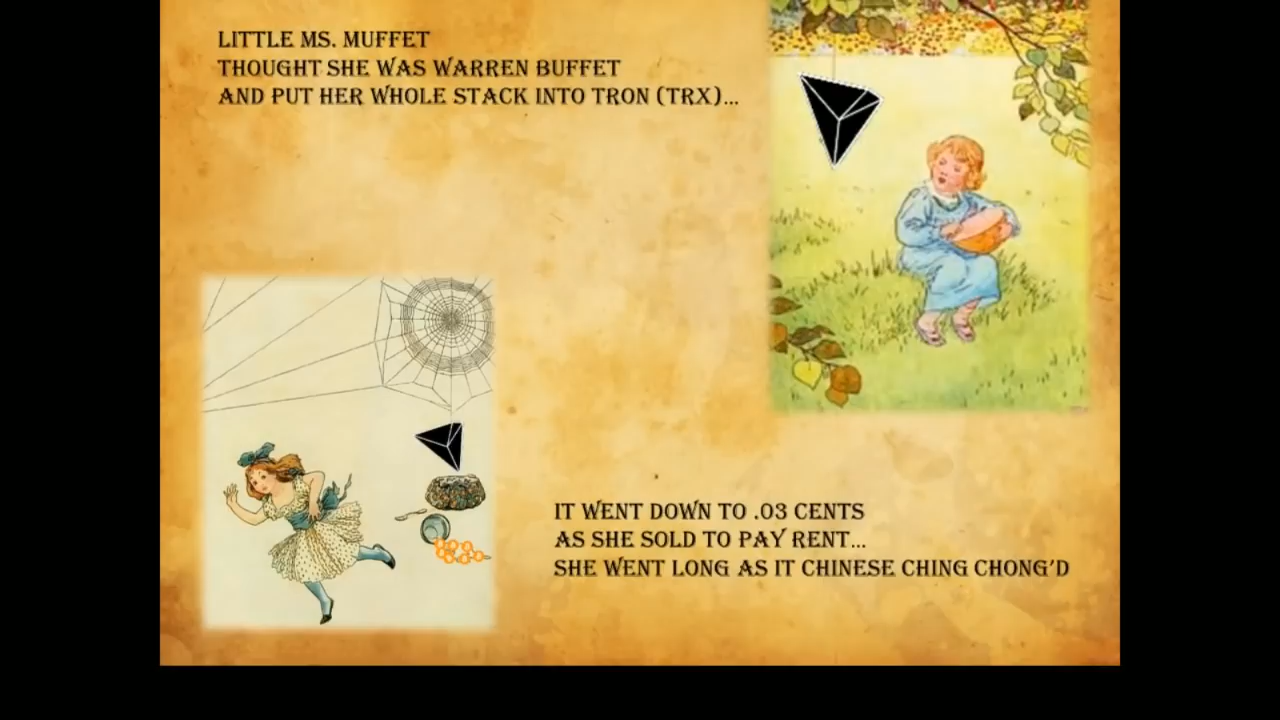 LITTLE MS. MUFFET
THOUGHT SHE WAS WARREN BUFFET
AND PUT HER WHOLE STACK INTO TRON (TRX)...
IT WENT DOWN TO .03 CENTS
AS SHE SOLD TO PAY RENT...
SHE WENT LONG AS IT CHINESE CHING CHONG'D